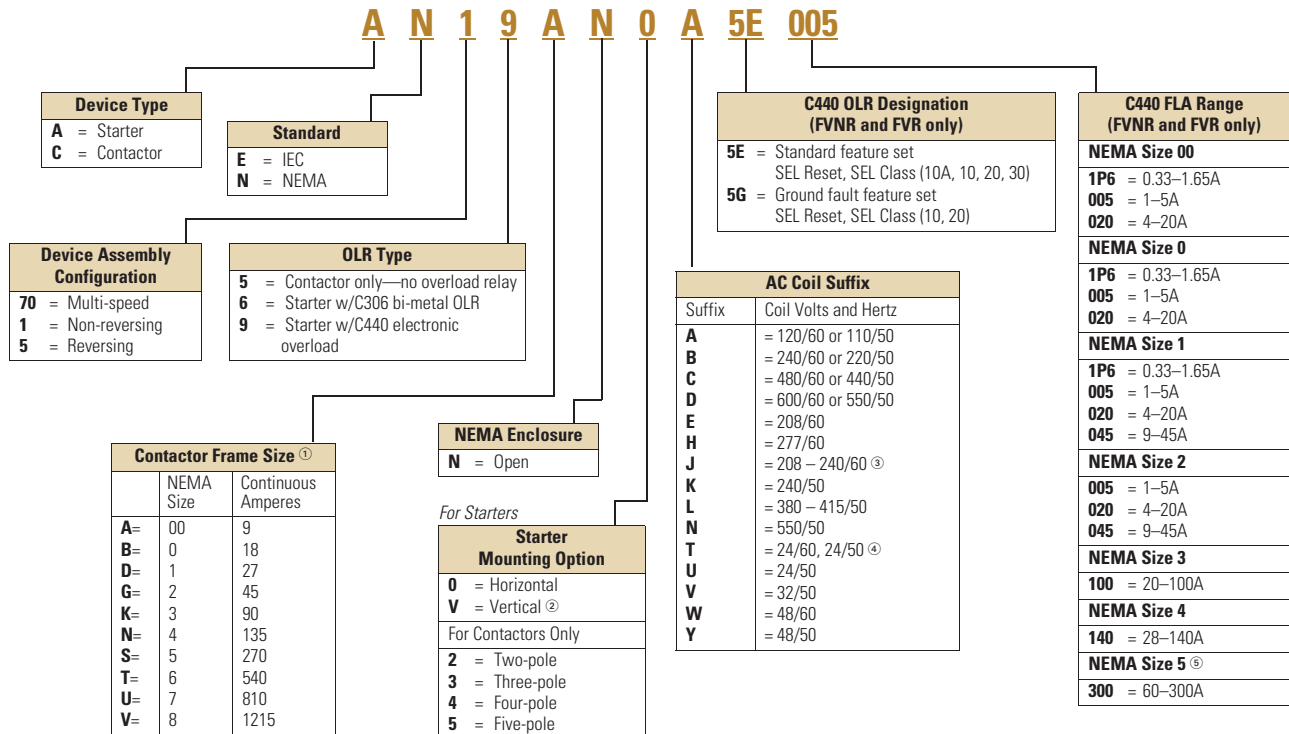 A N 1 9 A N 0 A 5E 005
Device Type
A = Starter
C = Contactor
Standard
E = IEC
N = NEMA
Device Assembly
Configuration
70 = Multi-speed
1 = Non-reversing
5 = Reversing
OLR Type
5 = Contactor only—no overload relay
6 = Starter w/C306 bi-metal OLR
9 = Starter w/C440 electronic
overload
Contactor Frame Size ①
NEMA Size
Continuous Amperes
A= 00 9
B= 0 18
D= 1 27
G= 2 45
K= 3 90
N= 4 135
S= 5 270
T= 6 540
U= 7 810
V= 8 1215
NEMA Enclosure
N = Open
For Starters
Starter
Mounting Option
0 = Horizontal
V = Vertical ②
For Contactors Only
2 = Two-pole
3 = Three-pole
4 = Four-pole
5 = Five-pole
AC Coil Suffix
Suffix Coil Volts and Hertz
A = 120/60 or 110/50
B = 240/60 or 220/50
C = 480/60 or 440/50
D = 600/60 or 550/50
E = 208/60
H = 277/60
J = 208 – 240/60 ③
K = 240/50
L = 380 – 415/50
N = 550/50
T = 24/60, 24/50 ④
U = 24/50
V = 32/50
W = 48/60
Y = 48/50
C440 OLR Designation
(FVNR and FVR only)
5E = Standard feature set
SEL Reset, SEL Class (10A, 10, 20, 30)
5G = Ground fault feature set
SEL Reset, SEL Class (10, 20)
C440 FLA Range
(FVNR and FVR only)
NEMA Size 00
1P6 = 0.33–1.65A
005 = 1–5A
020 = 4–20A
NEMA Size 0
1P6 = 0.33–1.65A
005 = 1–5A
020 = 4–20A
NEMA Size 1
1P6 = 0.33–1.65A
005 = 1–5A
020 = 4–20A
045 = 9–45A
NEMA Size 2
005 = 1–5A
020 = 4–20A
045 = 9–45A
NEMA Size 3
100 = 20–100A
NEMA Size 4
140 = 28–140A
NEMA Size 5 ⑤
300 = 60–300A